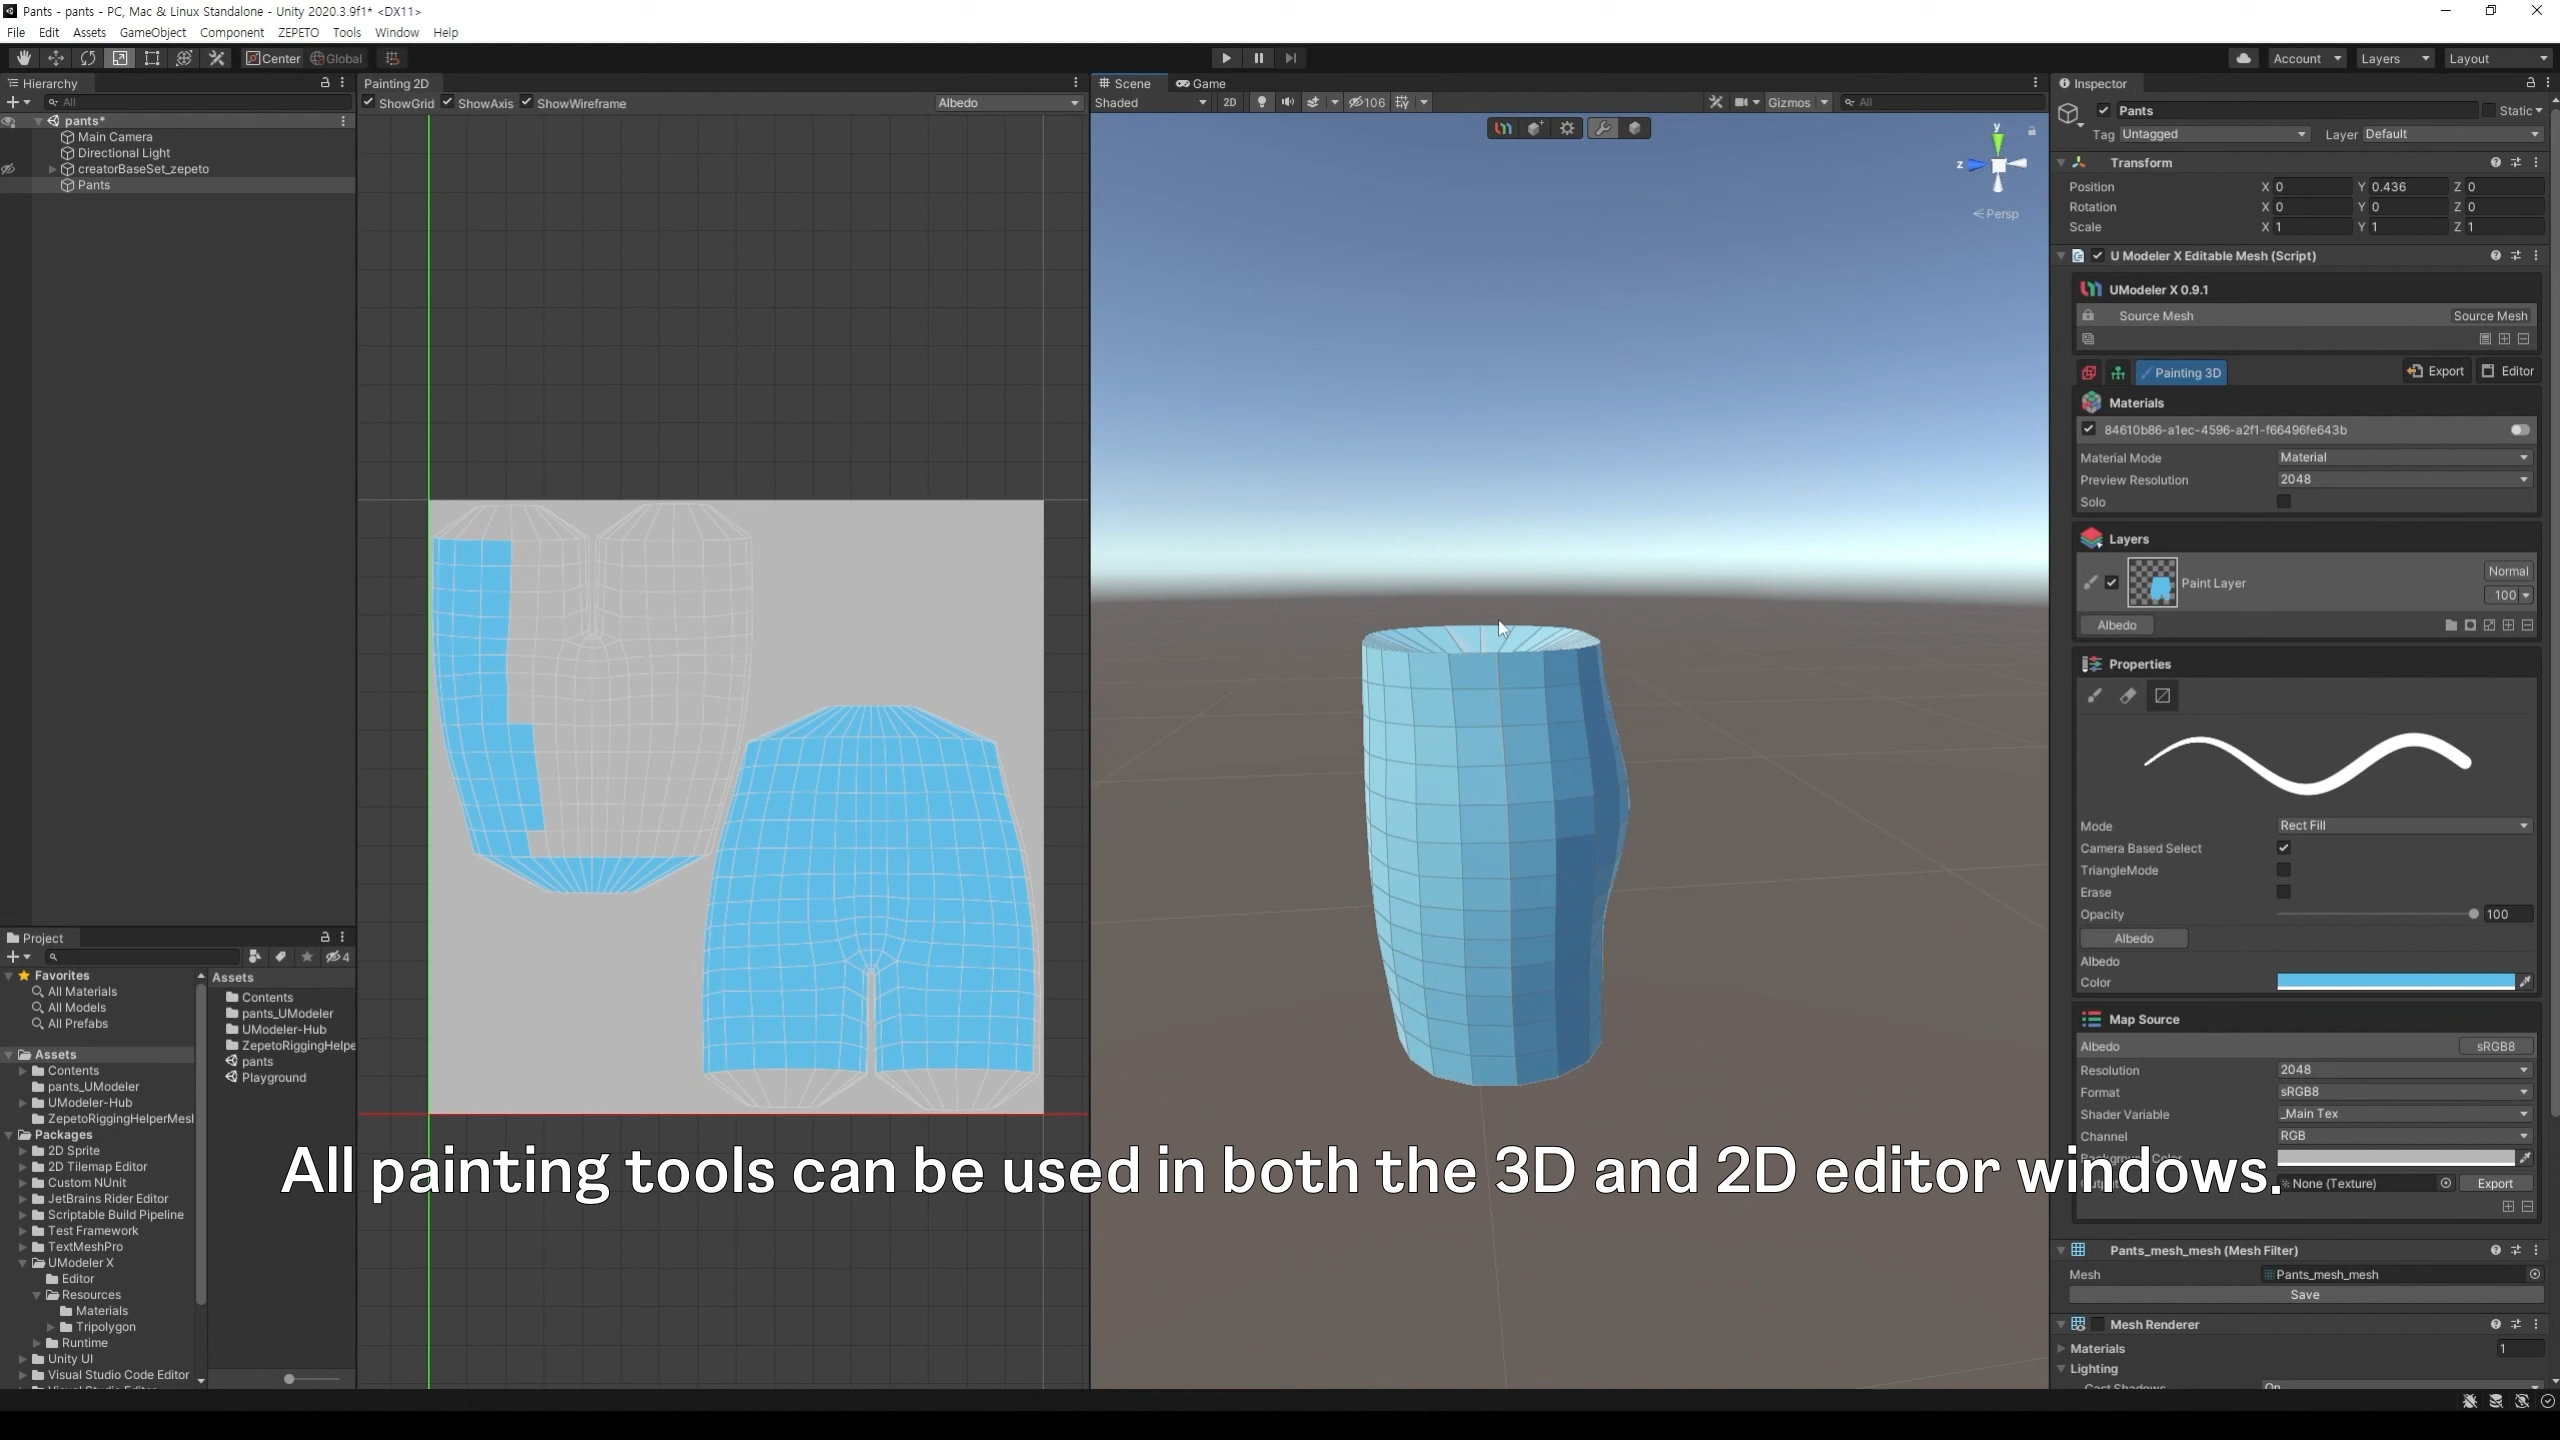 Pants - pants - PC, Mac & Linux Standalone - Unity 2020.3.9f1* <DX11>
File Edit Assets GameObject Component ZEPETO Tools Window Help
Center Global
Account Layers Layout
Hierarchy
All
pants*
Main Camera
Directional Light
creatorBaseSet_zepeto
Pants
Painting 2D
ShowGrid ShowAxis ShowWireframe Albedo
Scene Game
Shaded 2D 106 Gizmos All
y
z
Persp
All painting tools can be used in both the 3D and 2D editor windows.
Project
4
Favorites
All Materials
All Models
All Prefabs
Assets
Contents
pants_UModeler
UModeler-Hub
ZepetoRiggingHelperMesl
Packages
2D Sprite
2D Tilemap Editor
Custom NUnit
JetBrains Rider Editor
Scriptable Build Pipeline
Test Framework
TextMeshPro
UModeler X
Editor
Resources
Materials
Tripolygon
Runtime
Unity UI
Visual Studio Code Editor
Assets
Contents
pants_UModeler
UModeler-Hub
ZepetoRiggingHelpe
pants
Playground
Inspector
Pants Static
Tag Untagged Layer Default
Transform
Position X 0 Y 0.436 Z 0
Rotation X 0 Y 0 Z 0
Scale X 1 Y 1 Z 1
U Modeler X Editable Mesh (Script)
UModeler X 0.9.1
Source Mesh Source Mesh
Painting 3D Export Editor
Materials
84610b86-a1ec-4596-a2f1-f66496fe643b
Material Mode Material
Preview Resolution 2048
Solo
Layers
Paint Layer Normal
100
Albedo
Properties
Mode Rect Fill
Camera Based Select
TriangleMode
Erase
Opacity 100
Albedo
Albedo
Color
Map Source
Albedo sRGB8
Resolution 2048
Format sRGB8
Shader Variable _Main Tex
Channel RGB
None (Texture) Export
Pants_mesh_mesh (Mesh Filter)
Mesh Pants_mesh_mesh
Save
Mesh Renderer
Materials 1
Lighting